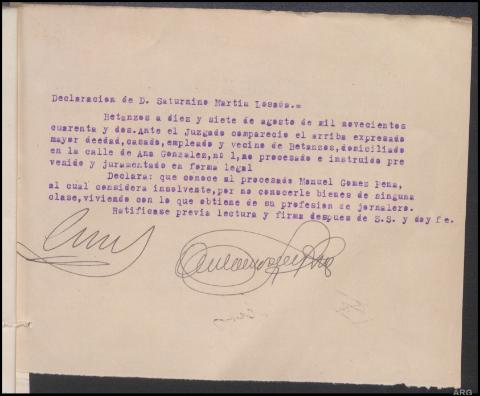 Declaracion de D. Saturnino Martin Losada.=
Betanzos a diez y siete de agosto de mil novecientos
cuarenta y dos.Ante el Juzgado comparecio el arriba expresado
mayor deedad,casado,empleado y vecino de Betanzos,domiciliado
en la calle de Ana Gonzalez,nº 1,no procesado e instruido pre
venido y juramentado en forma legal
Declara: que conoce al procesado Manuel Gomez Pena,
al cual considera insolvente,por no conocerle bienes de ninguna
clase,viviendo con lo que obtiene de su profesion de jornalero.
Ratificase previa lectura y firma despues de S.S. y doy fe.
ARG